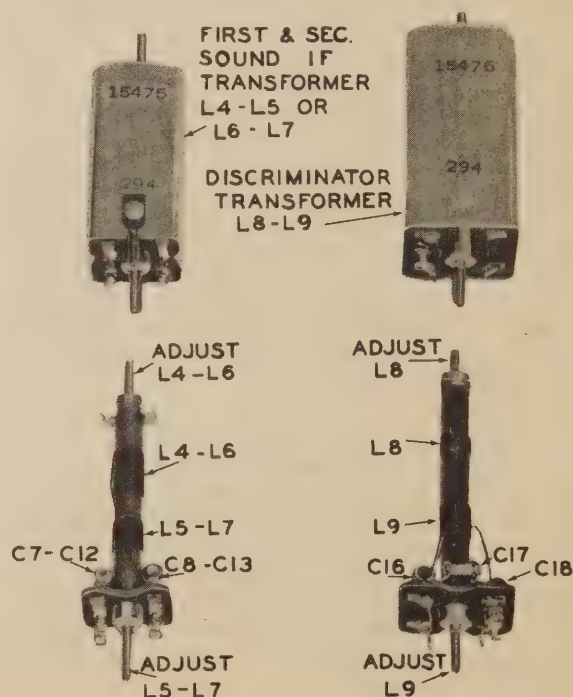 FIRST & SEC.
SOUND IF
TRANSFORMER
L4-L5 OR
L6-L7
15476
294
15476
294
DISCRIMINATOR
TRANSFORMER
L8-L9
ADJUST
L4-L6
L4-L6
L5-L7
C7-C12
C8-C13
ADJUST
L5-L7
ADJUST
L8
L8
L9
C16
C17
C18
ADJUST
L9